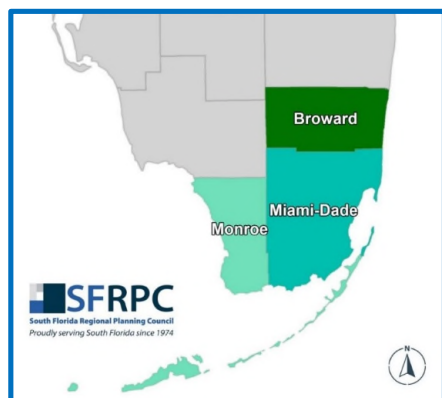 Broward
Miami-Dade
Monroe
SFRPC
South Florida Regional Planning Council
Proudly serving South Florida since 1974
N